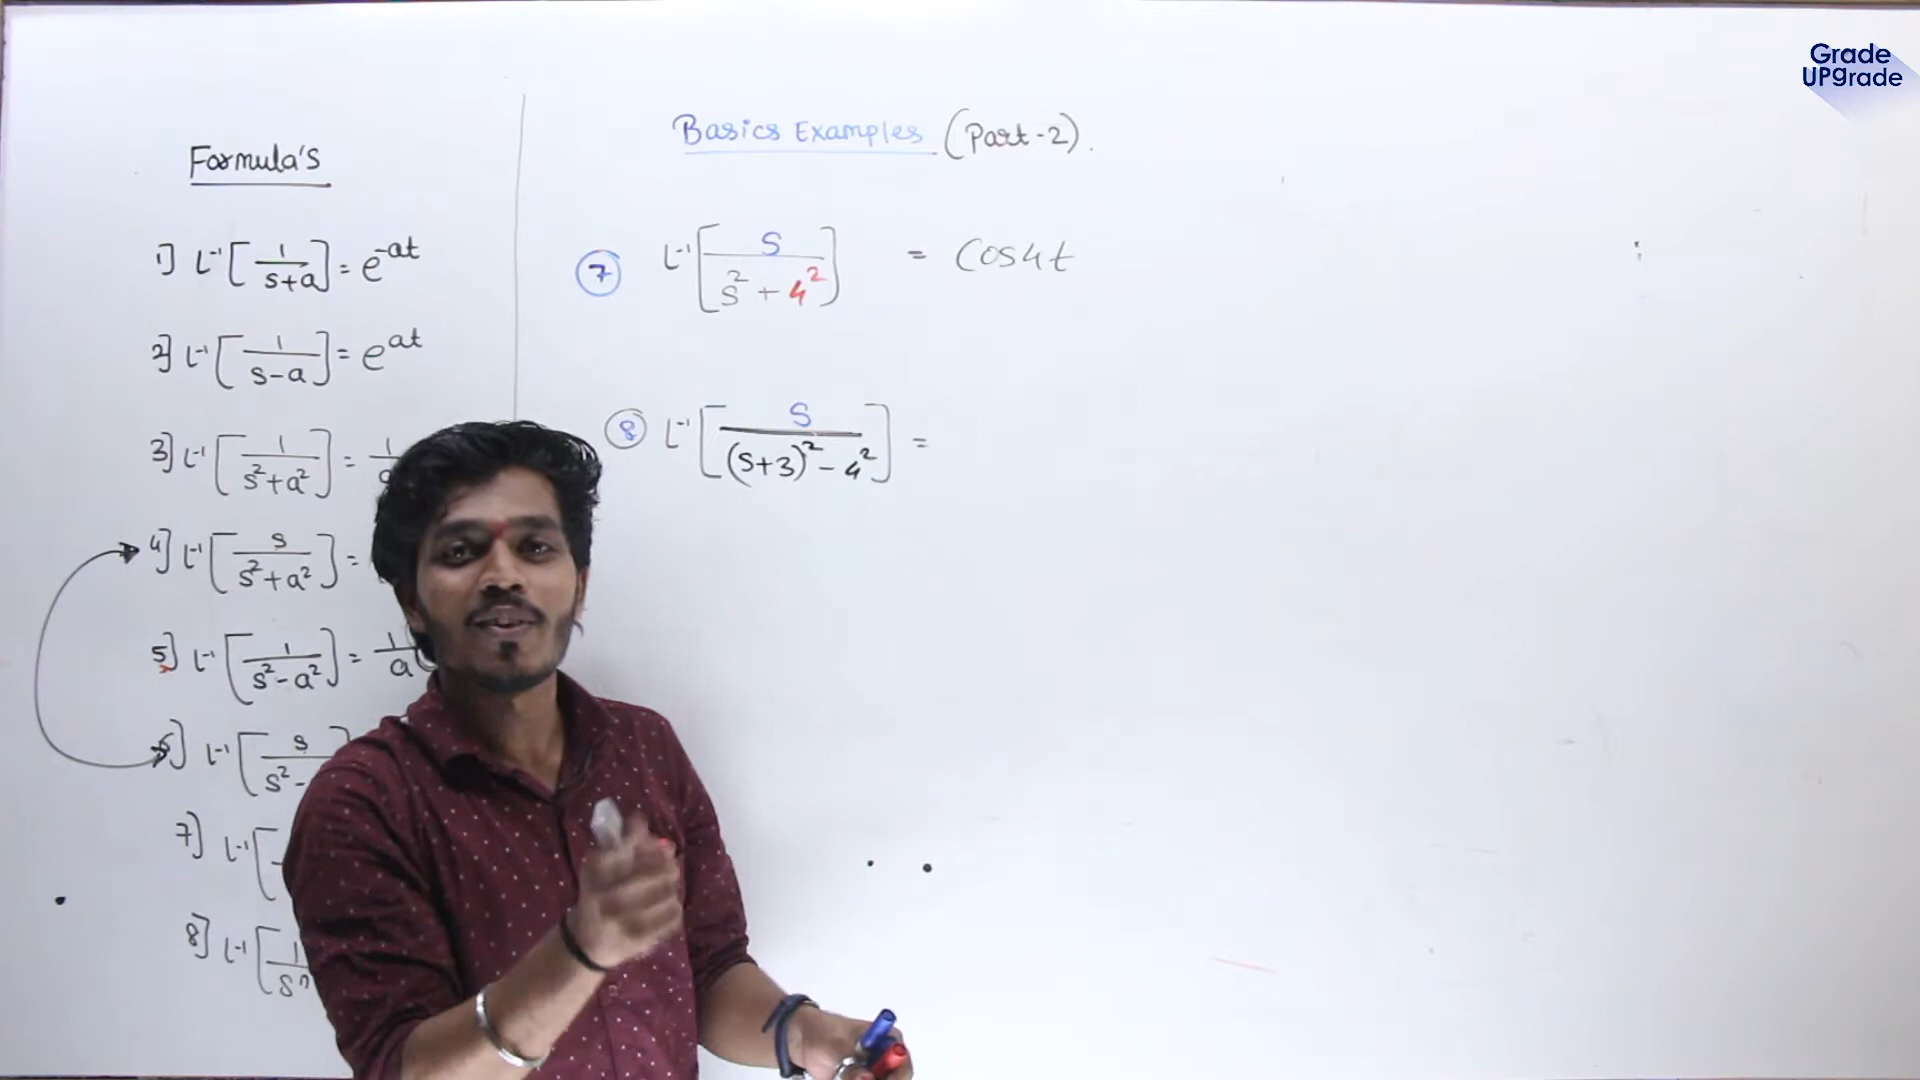 Grade
UPgrade
Formula's
1] L⁻¹[1/(s+a)] = e^-at
2] L⁻¹[1/(s-a)] = e^at
3] L⁻¹[1/(s²+a²)] = 1/a
4] L⁻¹[s/(s²+a²)] =
5] L⁻¹[1/(s²-a²)] = 1/a
6] L⁻¹[s/(s²-
7] L⁻¹[
8] L⁻¹[1/sⁿ
Basics Examples (Part-2).
7 L⁻¹[s/(s²+4²)] = Cos4t
8 L⁻¹[s/((s+3)²-4²)] =